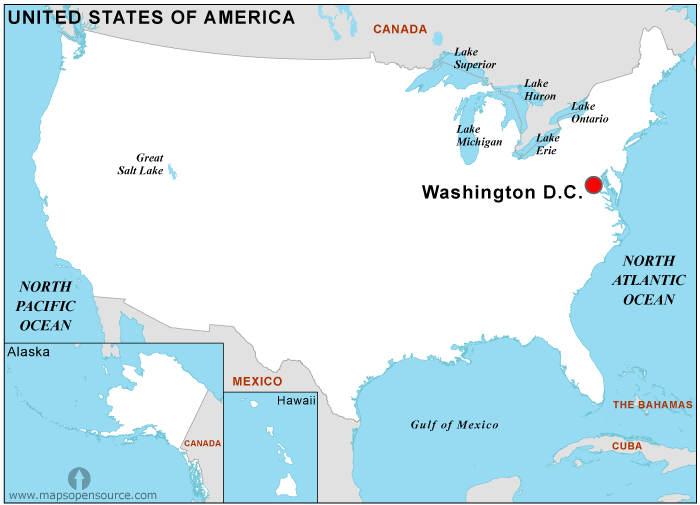 UNITED STATES OF AMERICA
CANADA
Lake
Superior
Lake
Huron
Lake
Ontario
Lake
Michigan
Lake
Erie
Great
Salt Lake
Washington D.C.
NORTH
PACIFIC
OCEAN
NORTH
ATLANTIC
OCEAN
Alaska
MEXICO
Hawaii
THE BAHAMAS
Gulf of Mexico
CANADA
CUBA
www.mapsopensource.com